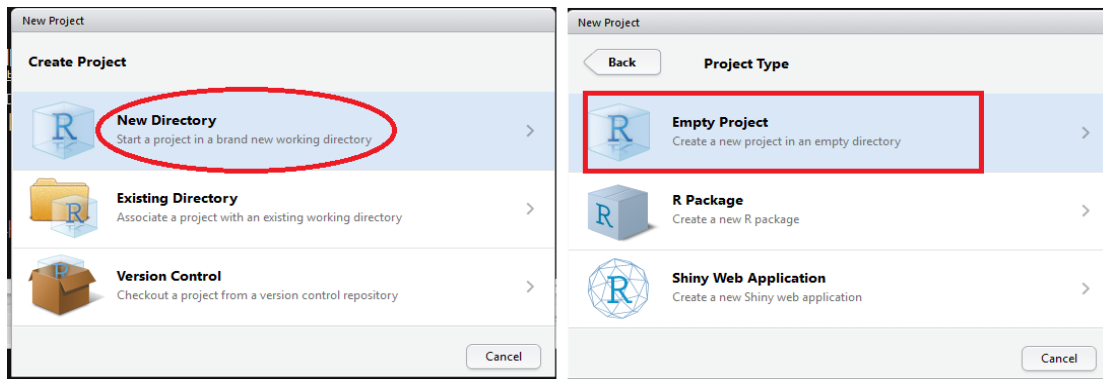 New Project
Create Project
New Directory
Start a project in a brand new working directory
Existing Directory
Associate a project with an existing working directory
Version Control
Checkout a project from a version control repository
Cancel
New Project
Back
Project Type
Empty Project
Create a new project in an empty directory
R Package
Create a new R package
Shiny Web Application
Create a new Shiny web application
Cancel